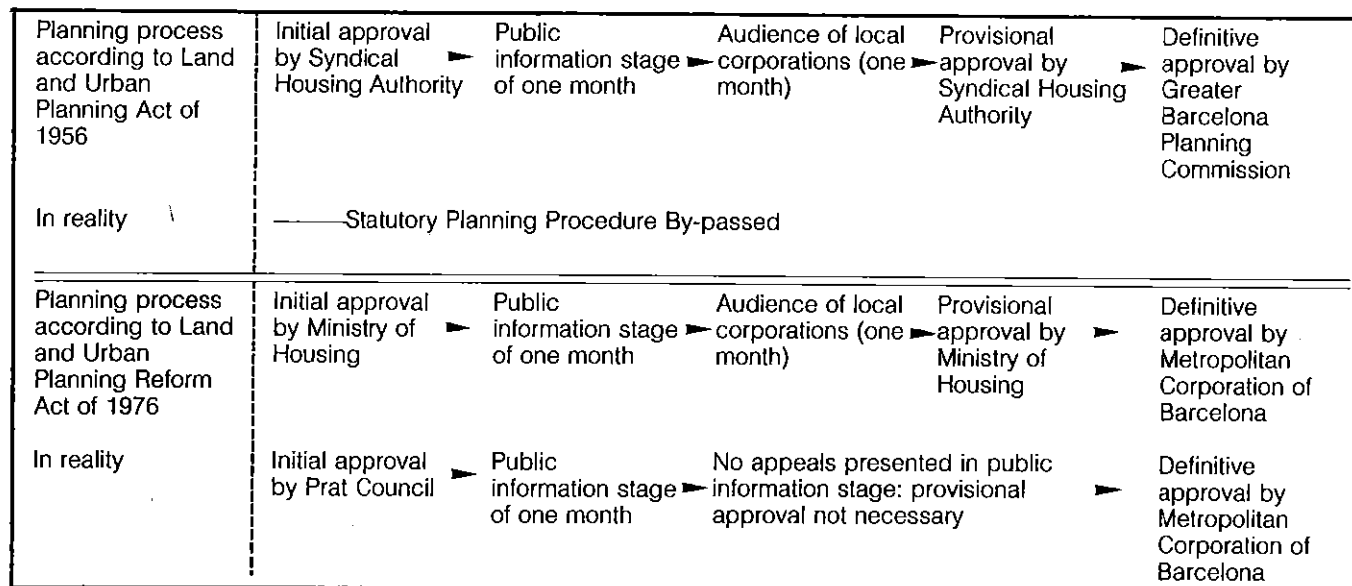 Planning process
according to Land
and Urban
Planning Act of
1956
Initial approval
by Syndical
Housing Authority
Public
information stage
of one month
Audience of local
corporations (one
month)
Provisional
approval by
Syndical Housing
Authority
Definitive
approval by
Greater
Barcelona
Planning
Commission
In reality
Statutory Planning Procedure By-passed
Planning process
according to Land
and Urban
Planning Reform
Act of 1976
Initial approval
by Ministry of
Housing
Public
information stage
of one month
Audience of local
corporations (one
month)
Provisional
approval by
Ministry of
Housing
Definitive
approval by
Metropolitan
Corporation of
Barcelona
In reality
Initial approval
by Prat Council
Public
information stage
of one month
No appeals presented in public
information stage: provisional
approval not necessary
Definitive
approval by
Metropolitan
Corporation of
Barcelona